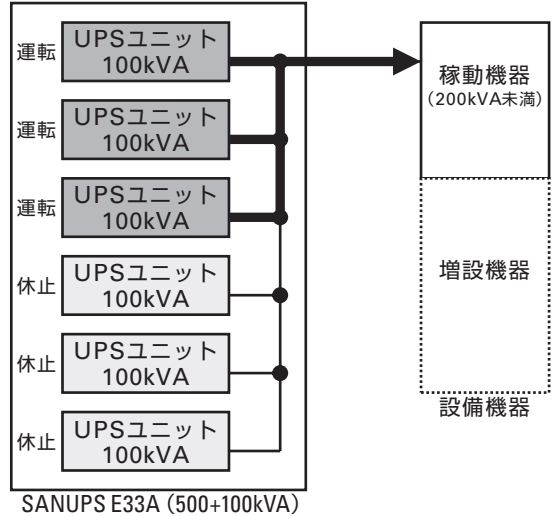 運転
UPSユニット
100kVA
運転
UPSユニット
100kVA
運転
UPSユニット
100kVA
休止
UPSユニット
100kVA
休止
UPSユニット
100kVA
休止
UPSユニット
100kVA
SANUPS E33A（500+100kVA）
稼動機器
（200kVA未満）
増設機器
設備機器